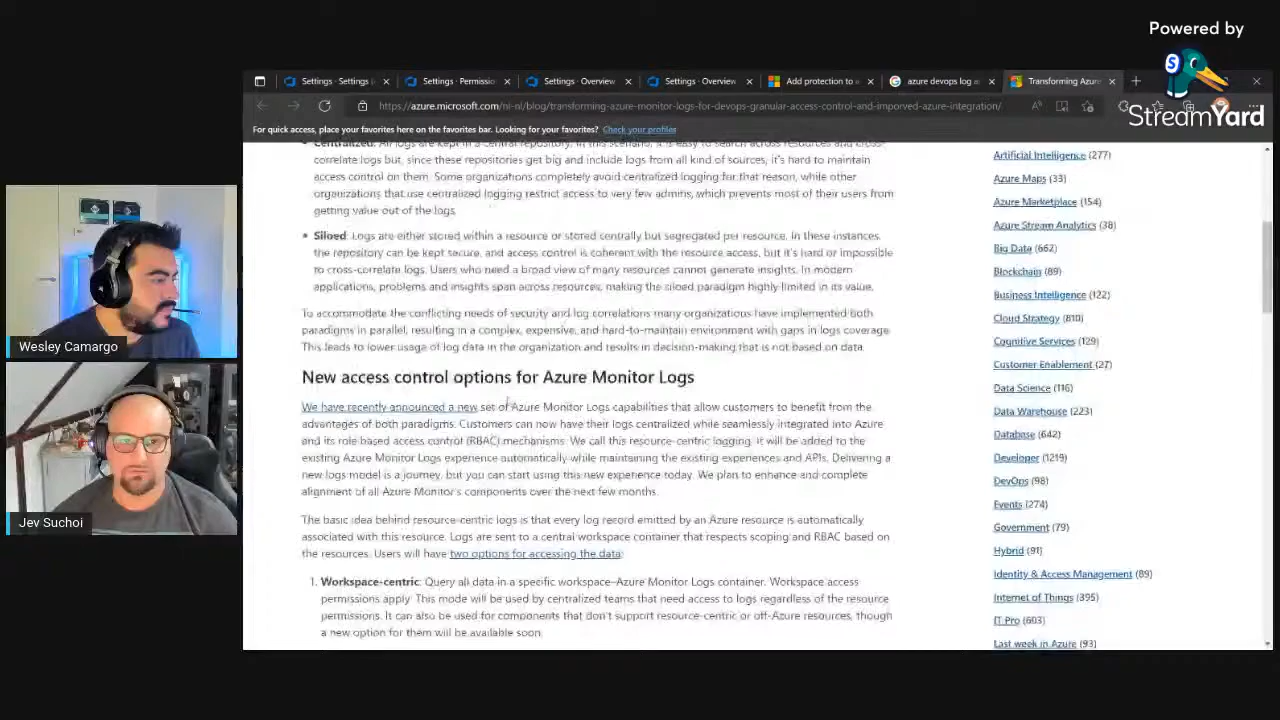 Powered by
StreamYard
Settings · Settings
Settings · Permissio
Settings · Overview
Settings · Overview
Add protection to
azure devops log a
Transforming Azur
https://azure.microsoft.com/nl-nl/blog/transforming-azure-monitor-logs-for-devops-granular-access-control-and-imporved-azure-integration/
For quick access, place your favorites here on the favorites bar. Looking for your favorites? Check your profiles
Centralized: All logs are kept in a central repository. In this scenario, it is easy to search across resources and cross-
correlate logs but, since these repositories get big and include logs from all kind of sources, it's hard to maintain
access control on them. Some organizations completely avoid centralized logging for that reason, while other
organizations that use centralized logging restrict access to very few admins, which prevents most of their users from
getting value out of the logs.
• Siloed: Logs are either stored within a resource or stored centrally but segregated per resource. In these instances,
the repository can be kept secure, and access control is coherent with the resource access, but it's hard or impossible
to cross-correlate logs. Users who need a broad view of many resources cannot generate insights. In modern
applications, problems and insights span across resources, making the siloed paradigm highly limited in its value.
To accommodate the conflicting needs of security and log correlations many organizations have implemented both
paradigms in parallel, resulting in a complex, expensive, and hard-to-maintain environment with gaps in logs coverage.
This leads to lower usage of log data in the organization and results in decision-making that is not based on data.
New access control options for Azure Monitor Logs
We have recently announced a new set of Azure Monitor Logs capabilities that allow customers to benefit from the
advantages of both paradigms. Customers can now have their logs centralized while seamlessly integrated into Azure
and its role-based access control (RBAC) mechanisms. We call this resource-centric logging. It will be added to the
existing Azure Monitor Logs experience automatically while maintaining the existing experiences and APIs. Delivering a
new logs model is a journey, but you can start using this new experience today. We plan to enhance and complete
alignment of all Azure Monitor's components over the next few months.
The basic idea behind resource-centric logs is that every log record emitted by an Azure resource is automatically
associated with this resource. Logs are sent to a central workspace container that respects scoping and RBAC based on
the resources. Users will have two options for accessing the data:
1. Workspace-centric: Query all data in a specific workspace–Azure Monitor Logs container. Workspace access
permissions apply. This mode will be used by centralized teams that need access to logs regardless of the resource
permissions. It can also be used for components that don't support resource-centric or off-Azure resources, though
a new option for them will be available soon.
Artificial Intelligence (277)
Azure Maps (33)
Azure Marketplace (154)
Azure Stream Analytics (38)
Big Data (662)
Blockchain (89)
Business Intelligence (122)
Cloud Strategy (810)
Cognitive Services (129)
Customer Enablement (27)
Data Science (116)
Data Warehouse (223)
Database (642)
Developer (1219)
DevOps (98)
Events (274)
Government (79)
Hybrid (91)
Identity & Access Management (89)
Internet of Things (395)
IT Pro (603)
Last week in Azure (93)
Wesley Camargo
Jev Suchoi